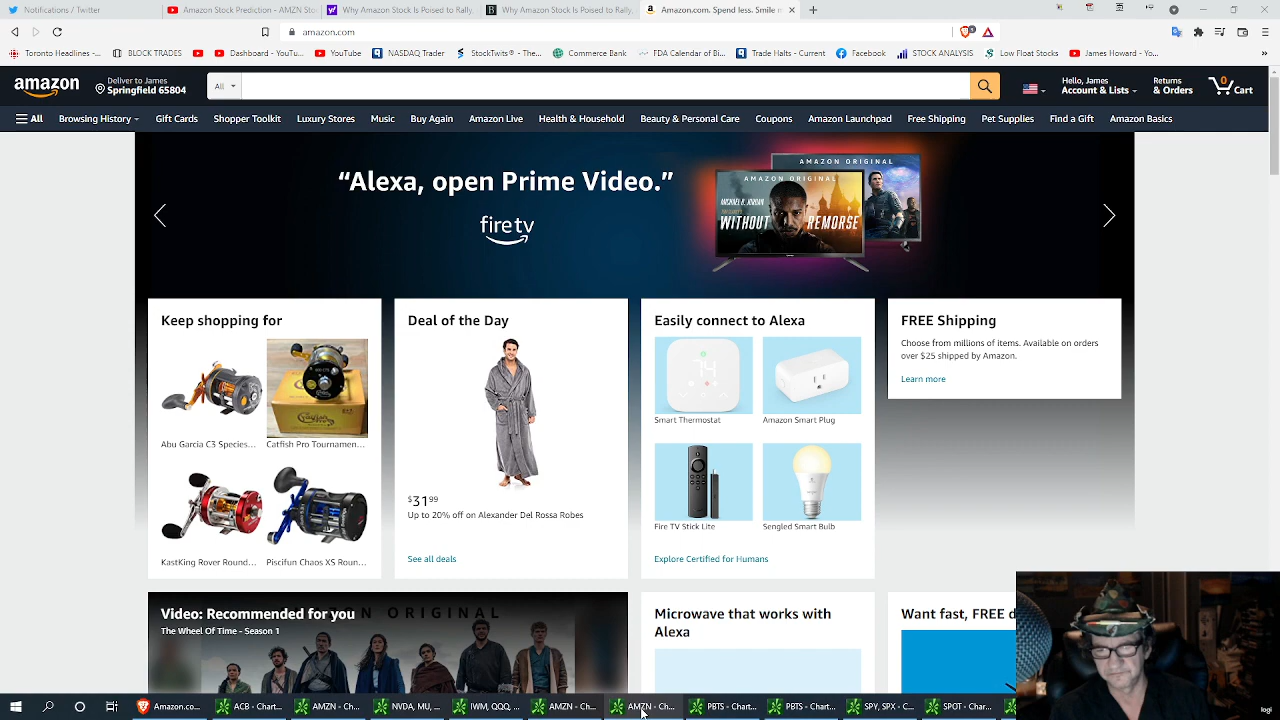 Notifications / Twitter
Amazon Stock Prediction - AMZN Sto
Why Amazon Stock Is Poised to Rally,
Why Amazon Stock Is Poised to Rally,
Amazon.com. Spend less. Smile m
amazon.com
Toronto Headlines -...
BLOCK TRADES
Dashboard - YouTu...
YouTube
NASDAQ Trader
StockTwits® - The...
Commerce Bank
FDA Calendar of Bi...
Trade Halts - Current
Facebook
STOCK ANALYSIS
Low Float Stocks
James Howard - Yo...
amazon
Deliver to James
Springfield 65804
All
Hello, James
Account & Lists
Returns
& Orders
0
Cart
All
Browsing History
Gift Cards
Shopper Toolkit
Household Customers
Music
Buy Again
Amazon Live
Health & Household
Beauty & Personal Care
Coupons
Amazon Launchpad
Free Shipping
Pet Supplies
Find a Gift
Amazon Basics
“Alexa, open Prime Video.”
firetv
AMAZON ORIGINAL
AMAZON ORIGINAL
MICHAEL B. JORDAN
WITHOUT REMORSE
Keep shopping for
Abu Garcia C3 Species...
Catfish Pro Tournamen...
KastKing Rover Round...
Piscifun Chaos XS Roun...
Deal of the Day
$3199
Up to 20% off on Alexander Del Rossa Robes
See all deals
Easily connect to Alexa
74
Smart Thermostat
Amazon Smart Plug
Fire TV Stick Lite
Sengled Smart Bulb
Explore Certified for Humans
FREE Shipping
Choose from millions of items. Available on orders
over $25 shipped by Amazon.
Learn more
Video: Recommended for you
ORIGINAL
The Wheel Of Time - Season 1
Microwave that works with
Alexa
Want fast, FREE d
logi
Amazon.co...
ACB - Chart...
AMZN - Ch...
NVDA, MU, ...
IWM, QQQ, ...
AMZN - Ch...
AMZN - Ch...
PBTS - Chart...
PBTS - Chart...
SPY, SPX - C...
SPOT - Char...